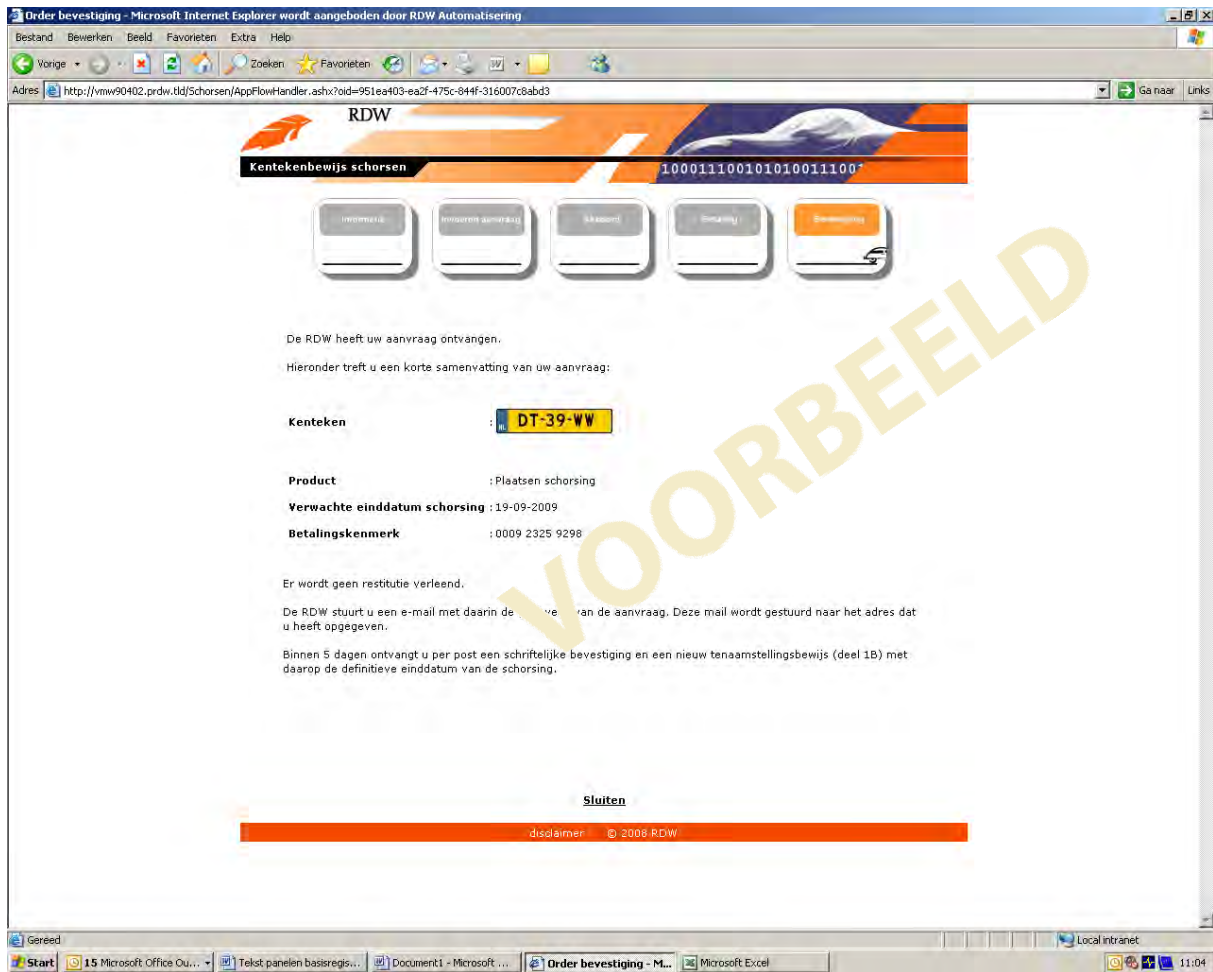 Order bevestiging - Microsoft Internet Explorer wordt aangeboden door RDW Automatisering
Bestand Bewerken Beeld Favorieten Extra Help
Vorige Zoeken Favorieten
Adres http://vmw90402.prdw.tld/Schorsen/AppFlowHandler.ashx?oid=951ea403-ea2f-475c-844f-316007c8abd3 Ga naar Links
RDW
Kentekenbewijs schorsen 100011100101010011100
Betaling Bevestiging
De RDW heeft uw aanvraag ontvangen.
Hieronder treft u een korte samenvatting van uw aanvraag:
Kenteken : NL DT-39-WW
Product : Plaatsen schorsing
Verwachte einddatum schorsing : 19-09-2009
Betalingskenmerk : 0009 2325 9298
Er wordt geen restitutie verleend.
De RDW stuurt u een e-mail met daarin de van de aanvraag. Deze mail wordt gestuurd naar het adres dat
u heeft opgegeven.
Binnen 5 dagen ontvangt u per post een schriftelijke bevestiging en een nieuw tenaamstellingsbewijs (deel 1B) met
daarop de definitieve einddatum van de schorsing.
VOORBEELD
Sluiten
disclaimer © 2008 RDW
Gereed Local intranet
Start 15 Microsoft Office Ou... Tekst panelen basisregis... Document1 - Microsoft ... Order bevestiging - M... Microsoft Excel 11:04